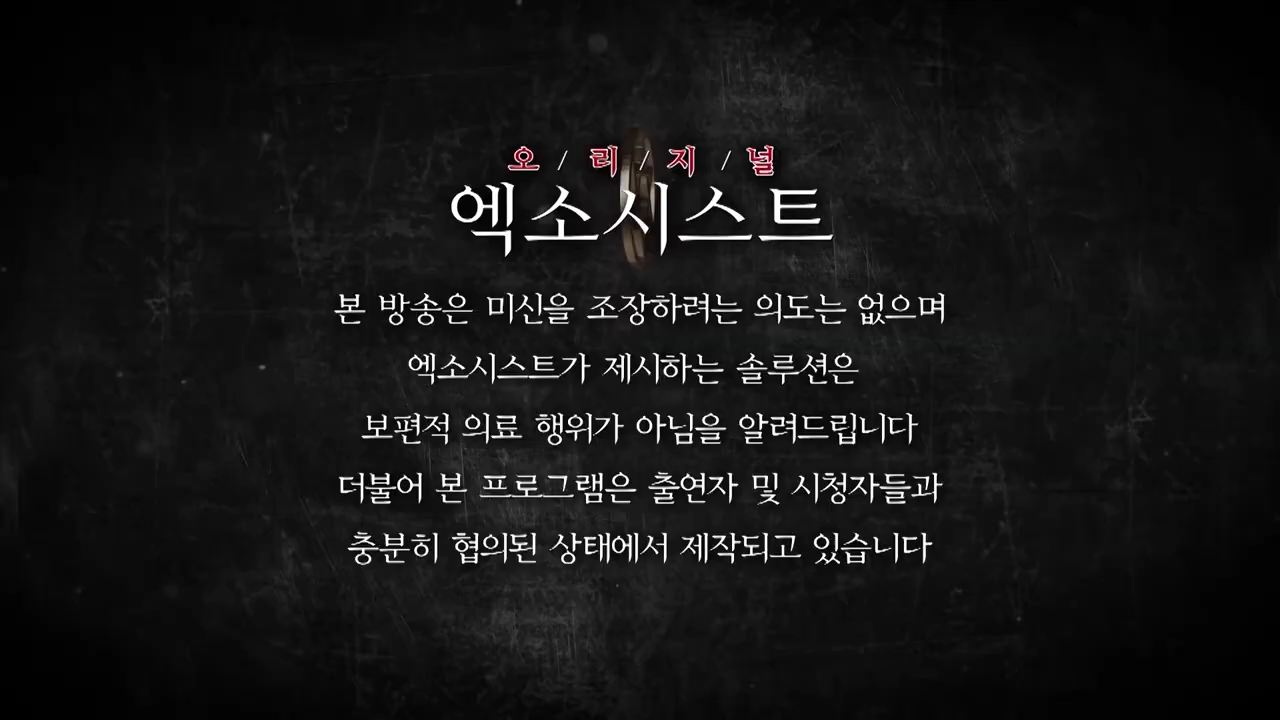 오/리/지/널
엑소시스트
본 방송은 미신을 조장하려는 의도는 없으며
엑소시스트가 제시하는 솔루션은
보편적 의료 행위가 아님을 알려드립니다
더불어 본 프로그램은 출연자 및 시청자들과
충분히 협의된 상태에서 제작되고 있습니다